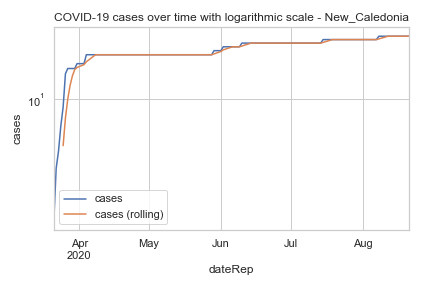 COVID-19 cases over time with logarithmic scale - New_Caledonia
10¹
cases
cases
cases (rolling)
Apr May Jun Jul Aug
2020
dateRep